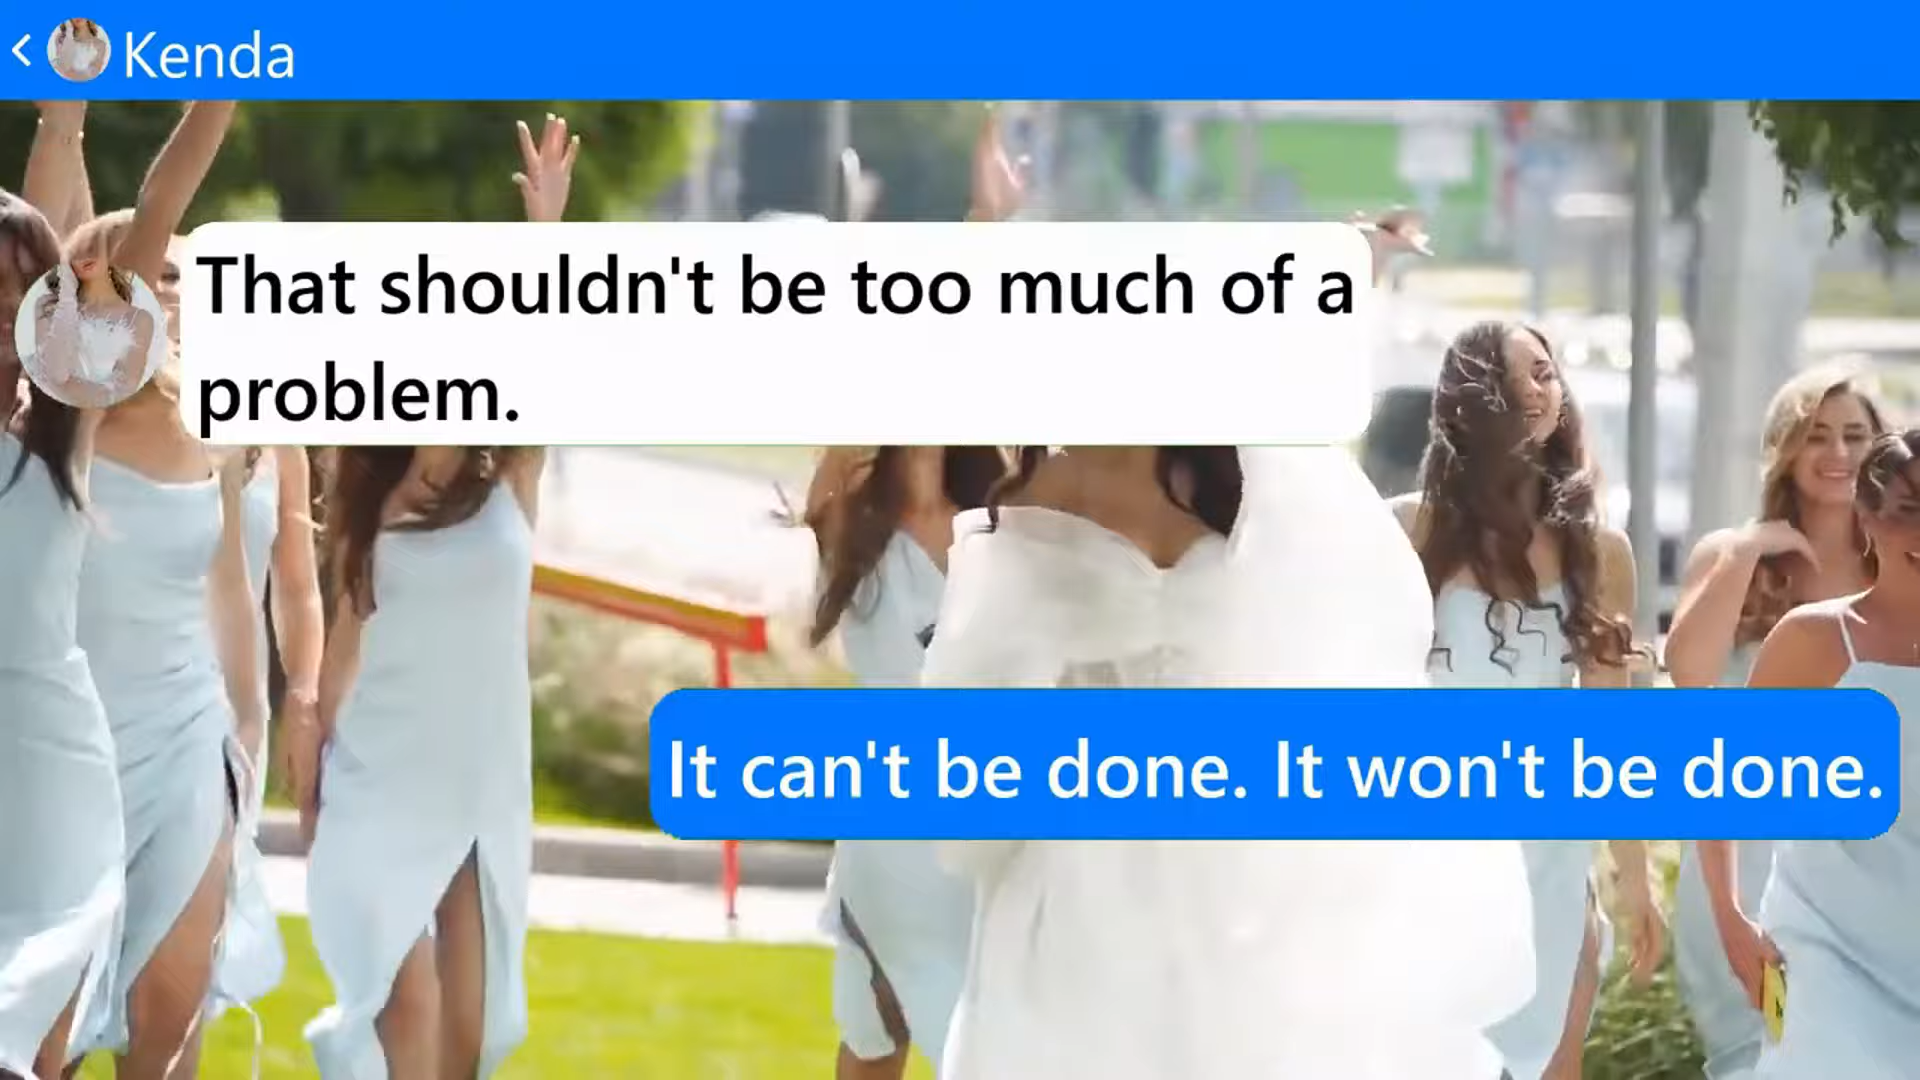 Kenda
That shouldn't be too much of a
problem.
It can't be done. It won't be done.